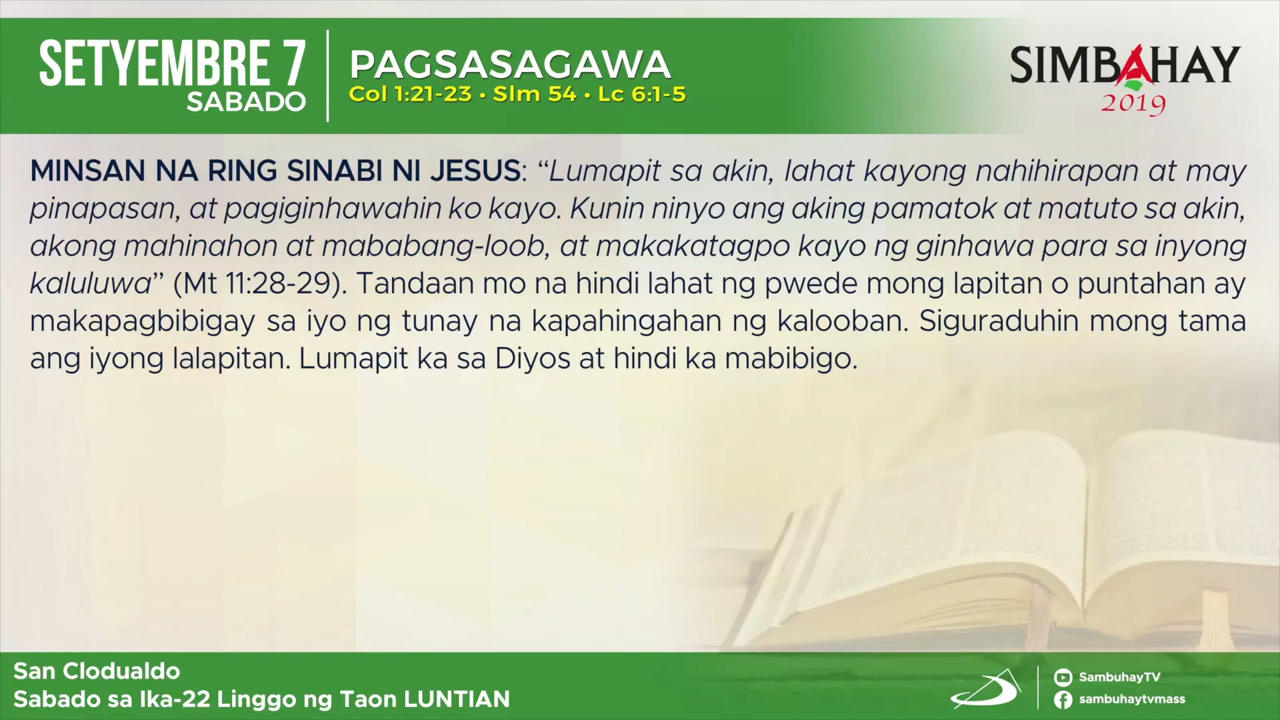 SETYEMBRE 7
SABADO
PAGSASAGAWA
Col 1:21-23 • Slm 54 • Lc 6:1-5
SIMBAHAY
2019
MINSAN NA RING SINABI NI JESUS: “Lumapit sa akin, lahat kayong nahihirapan at may
pinapasan, at pagiginhawahin ko kayo. Kunin ninyo ang aking pamatok at matuto sa akin,
akong mahinahon at mababang-loob, at makakatagpo kayo ng ginhawa para sa inyong
kaluluwa” (Mt 11:28-29). Tandaan mo na hindi lahat ng pwede mong lapitan o puntahan ay
makapagbibigay sa iyo ng tunay na kapahingahan ng kalooban. Siguraduhin mong tama
ang iyong lalapitan. Lumapit ka sa Diyos at hindi ka mabibigo.
San Clodualdo
Sabado sa Ika-22 Linggo ng Taon LUNTIAN
SambuhayTV
sambuhaytvmass